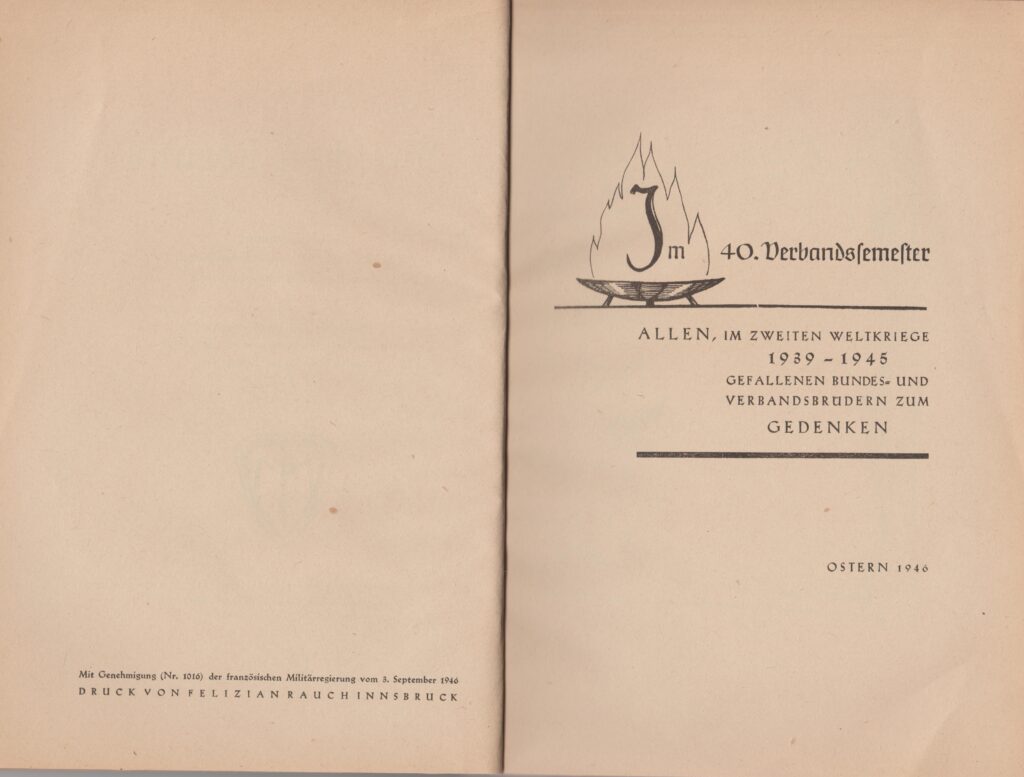 Mit Genehmigung (Nr. 1016) der französischen Militärregierung vom 3. September 1946
DRUCK VON FELIZIAN RAUCH INNSBRUCK
Im 40. Verbandsſemeſter
ALLEN, IM ZWEITEN WELTKRIEGE
1939 - 1945
GEFALLENEN BUNDES- UND
VERBANDSBRÜDERN ZUM
GEDENKEN
OSTERN 1946